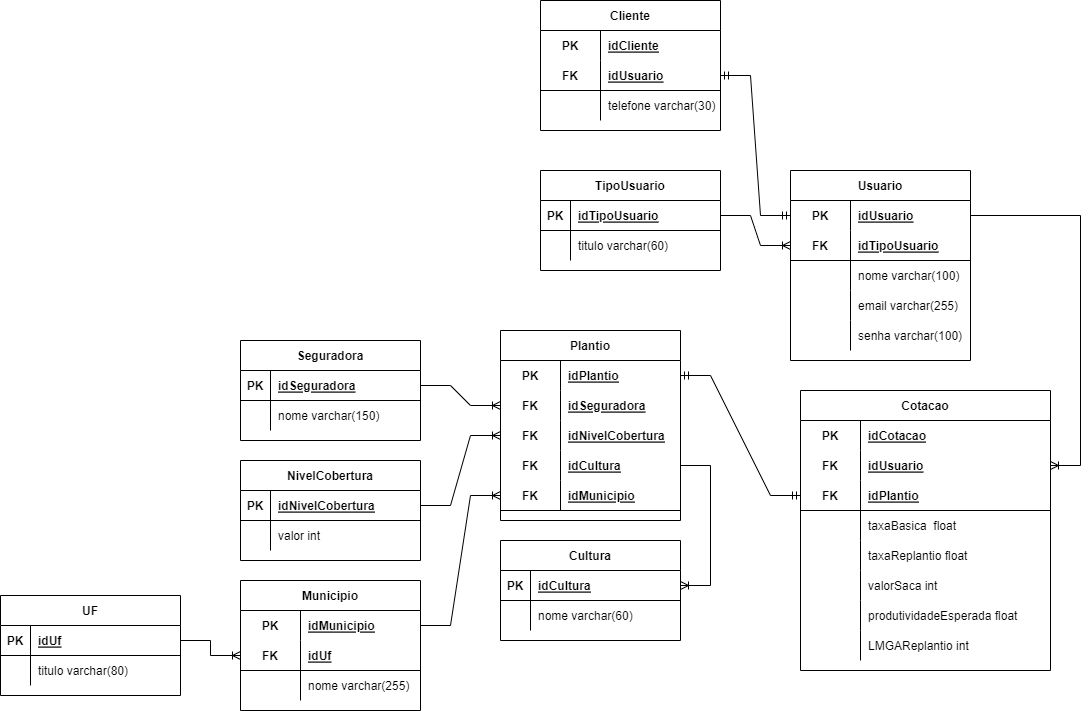 Cliente
PK idCliente
FK idUsuario
telefone varchar(30)
TipoUsuario
PK idTipoUsuario
titulo varchar(60)
Usuario
PK idUsuario
FK idTipoUsuario
nome varchar(100)
email varchar(255)
senha varchar(100)
Seguradora
PK idSeguradora
nome varchar(150)
Plantio
PK idPlantio
FK idSeguradora
FK idNivelCobertura
FK idCultura
FK idMunicipio
Cotacao
PK idCotacao
FK idUsuario
FK idPlantio
taxaBasica float
taxaReplantio float
valorSaca int
produtividadeEsperada float
LMGAReplantio int
NivelCobertura
PK idNivelCobertura
valor int
Cultura
PK idCultura
nome varchar(60)
Municipio
PK idMunicipio
FK idUf
nome varchar(255)
UF
PK idUf
titulo varchar(80)